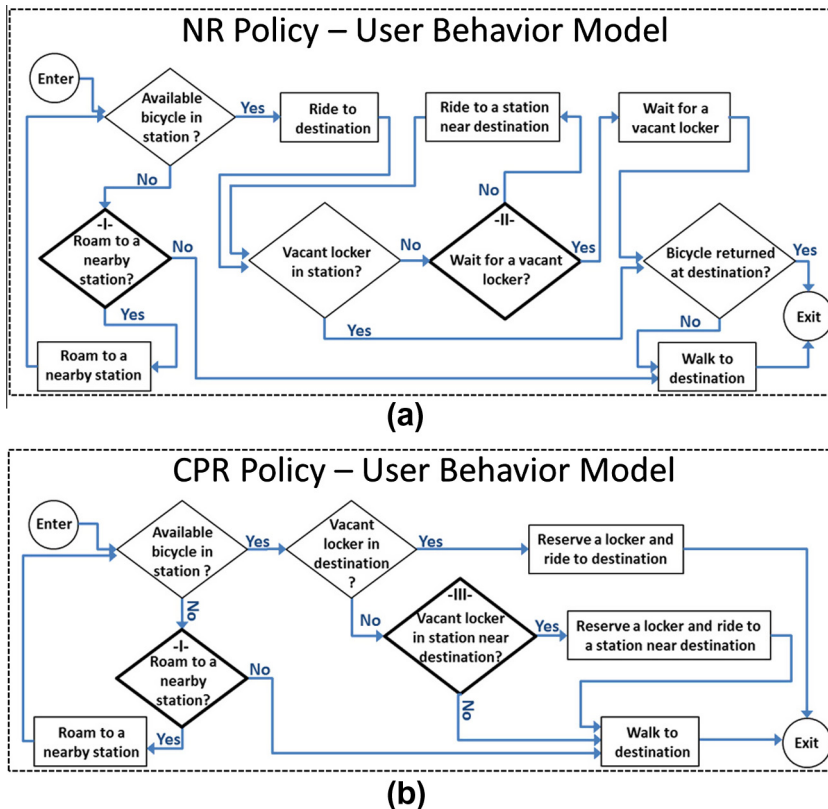 NR Policy – User Behavior Model
Enter
Available
bicycle in
station ?
Yes
Ride to
destination
Ride to a station
near destination
Wait for a
vacant locker
No
-I-
Roam to a
nearby
station?
No
Yes
Roam to a
nearby station
Vacant locker
in station?
No
Yes
-II-
Wait for a vacant
locker?
No
Yes
Bicycle returned
at destination?
Yes
No
Exit
Walk to
destination
(a)
CPR Policy – User Behavior Model
Enter
Available
bicycle in
station ?
Yes
Vacant
locker in
destination
?
Yes
Reserve a locker and
ride to destination
No
No
-III-
Vacant locker
in station near
destination?
Yes
Reserve a locker and ride to
a station near destination
-I-
Roam to a
nearby
station?
No
No
Yes
Roam to a
nearby station
Walk to
destination
Exit
(b)